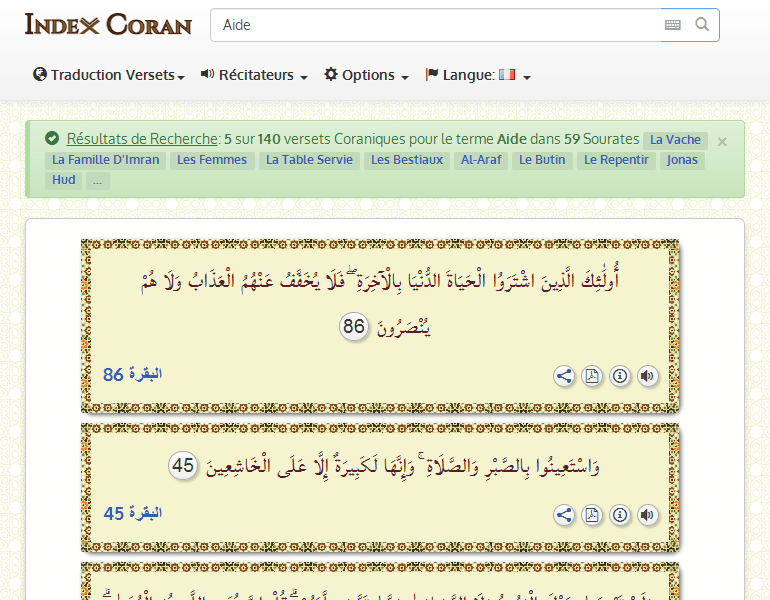 INDEX CORAN
Aide
Traduction Versets Récitateurs Options Langue:
Résultats de Recherche: 5 sur 140 versets Coraniques pour le terme Aide dans 59 Sourates La Vache ×
La Famille D'Imran Les Femmes La Table Servie Les Bestiaux Al-Araf Le Butin Le Repentir Jonas
Hud ...
أُولَٰئِكَ الَّذِينَ اشْتَرَوُا الْحَيَاةَ الدُّنْيَا بِالْآخِرَةِ ۖ فَلَا يُخَفَّفُ عَنْهُمُ الْعَذَابُ وَلَا هُمْ
يُنْصَرُونَ 86
البقرة 86
وَاسْتَعِينُوا بِالصَّبْرِ وَالصَّلَاةِ ۚ وَإِنَّهَا لَكَبِيرَةٌ إِلَّا عَلَى الْخَاشِعِينَ 45
البقرة 45